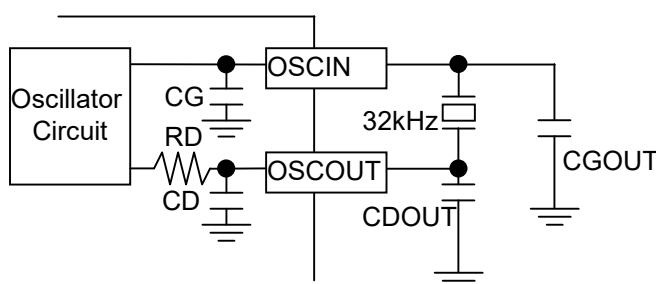 OSCIN
Oscillator
Circuit
CG
32kHz
RD
CGOUT
OSCOUT
CD
CDOUT